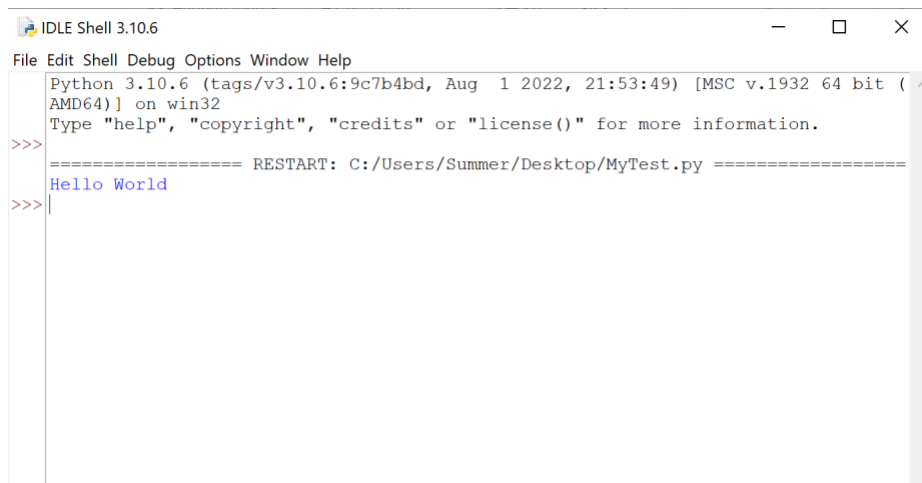 IDLE Shell 3.10.6
File Edit Shell Debug Options Window Help
Python 3.10.6 (tags/v3.10.6:9c7b4bd, Aug  1 2022, 21:53:49) [MSC v.1932 64 bit (
AMD64)] on win32
Type "help", "copyright", "credits" or "license()" for more information.
>>>
================== RESTART: C:/Users/Summer/Desktop/MyTest.py ==================
Hello World
>>>